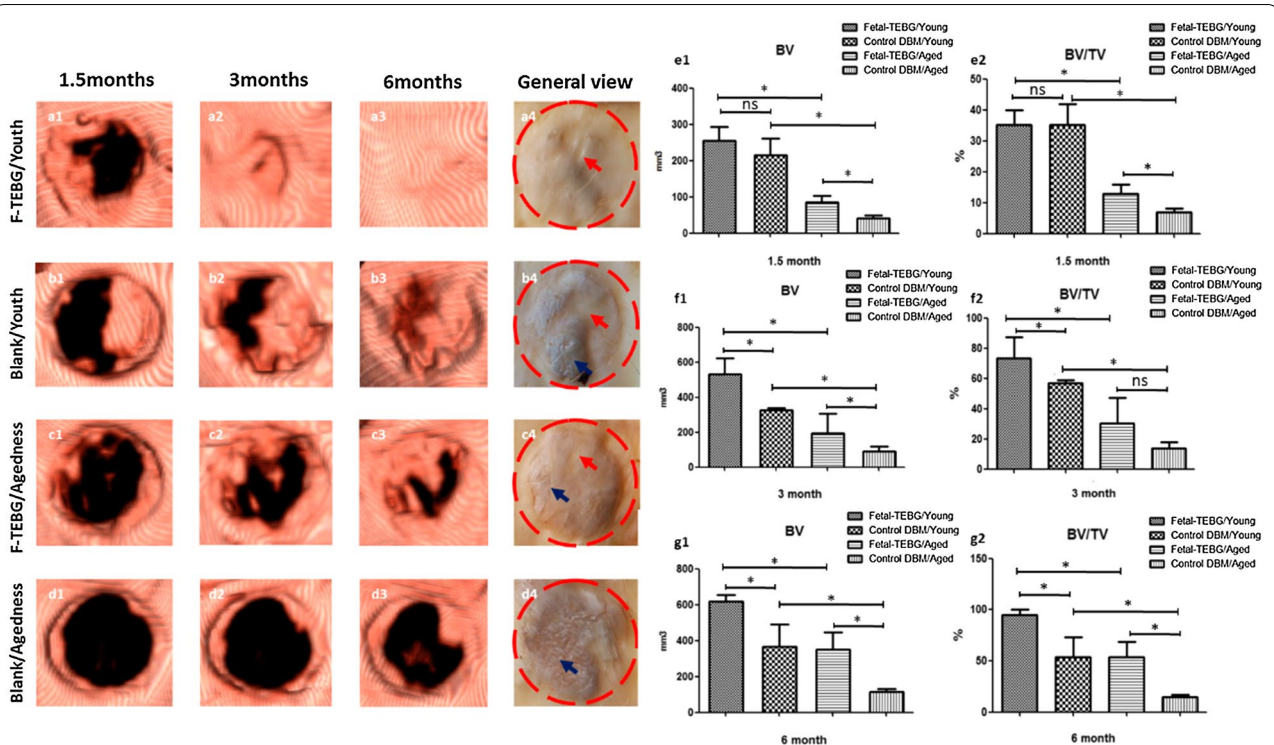 1.5months
3months
6months
General view
F-TEBG/Youth
a1
a2
a3
a4
Blank/Youth
b1
b2
b3
b4
F-TEBG/Agedness
c1
c2
c3
c4
Blank/Agedness
d1
d2
d3
d4
e1
BV
Fetal-TEBG/Young
Control DBM/Young
Fetal-TEBG/Aged
Control DBM/Aged
mm3
400
300
200
100
0
*
ns
*
*
1.5 month
e2
BV/TV
Fetal-TEBG/Young
Control DBM/Young
Fetal-TEBG/Aged
Control DBM/Aged
%
50
40
30
20
10
0
*
ns
*
*
1.5 month
f1
BV
Fetal-TEBG/Young
Control DBM/Young
Fetal-TEBG/Aged
Control DBM/Aged
mm3
800
600
400
200
0
*
*
*
*
3 month
f2
BV/TV
Fetal-TEBG/Young
Control DBM/Young
Fetal-TEBG/Aged
Control DBM/Aged
%
100
80
60
40
20
0
*
*
*
ns
3 month
g1
BV
Fetal-TEBG/Young
Control DBM/Young
Fetal-TEBG/Aged
Control DBM/Aged
mm3
800
600
400
200
0
*
*
*
*
6 month
g2
BV/TV
Fetal-TEBG/Young
Control DBM/Young
Fetal-TEBG/Aged
Control DBM/Aged
%
150
100
50
0
*
*
*
*
6 month